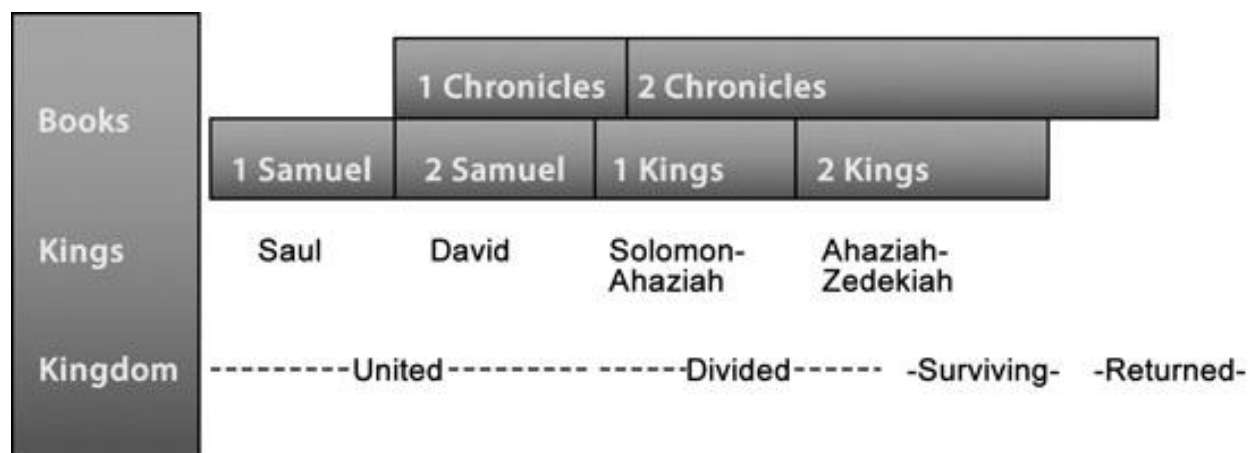 1 Chronicles 2 Chronicles
Books
1 Samuel 2 Samuel 1 Kings 2 Kings
Kings Saul David Solomon- Ahaziah-
Ahaziah Zedekiah
Kingdom ---------United--------- ------Divided------ -Surviving- -Returned-